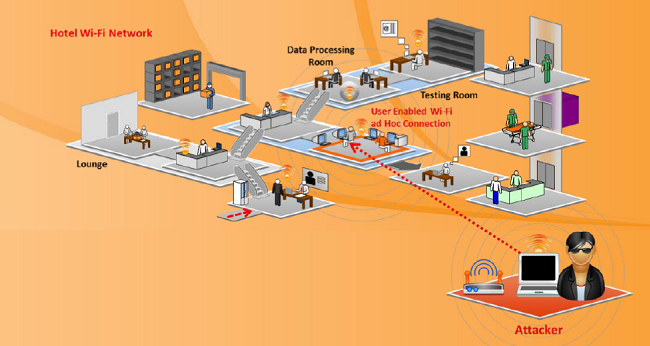 Hotel Wi-Fi Network
Data Processing
Room
Testing Room
User Enabled Wi-Fi
ad Hoc Connection
Lounge
Attacker